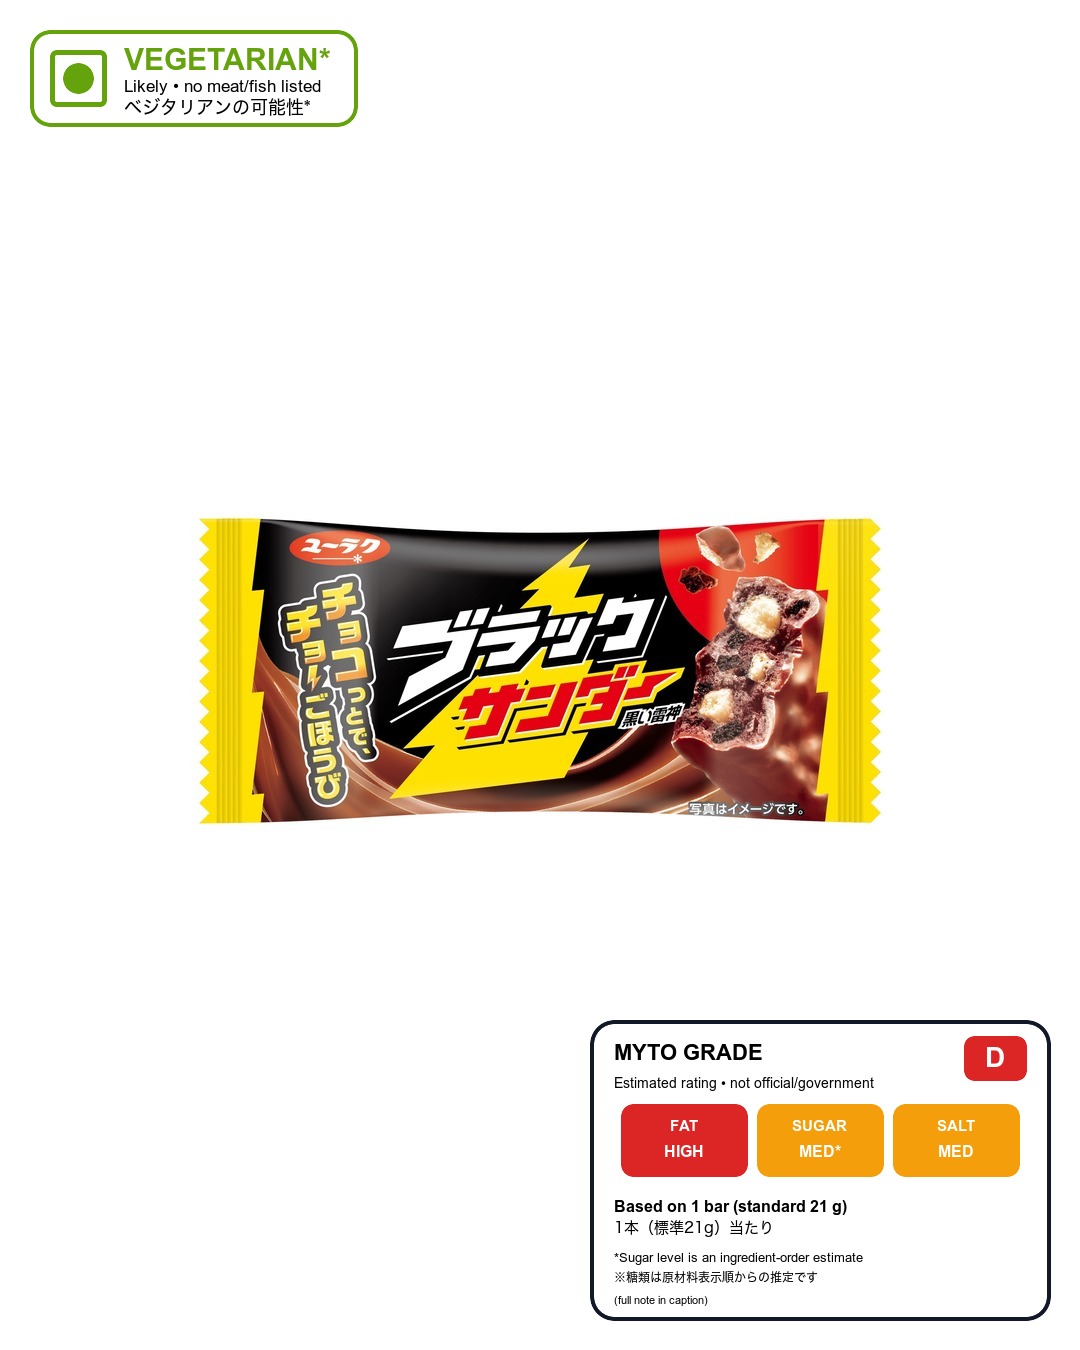 VEGETARIAN*
Likely • no meat/fish listed
ベジタリアンの可能性*
ユーラク
チョコっとで、
チョーごほうび
ブラック
サンダー
黒い雷神
写真はイメージです。
MYTO GRADE
D
Estimated rating • not official/government
FAT
HIGH
SUGAR
MED*
SALT
MED
Based on 1 bar (standard 21 g)
1本（標準21g）当たり
*Sugar level is an ingredient-order estimate
※糖類は原材料表示順からの推定です
(full note in caption)